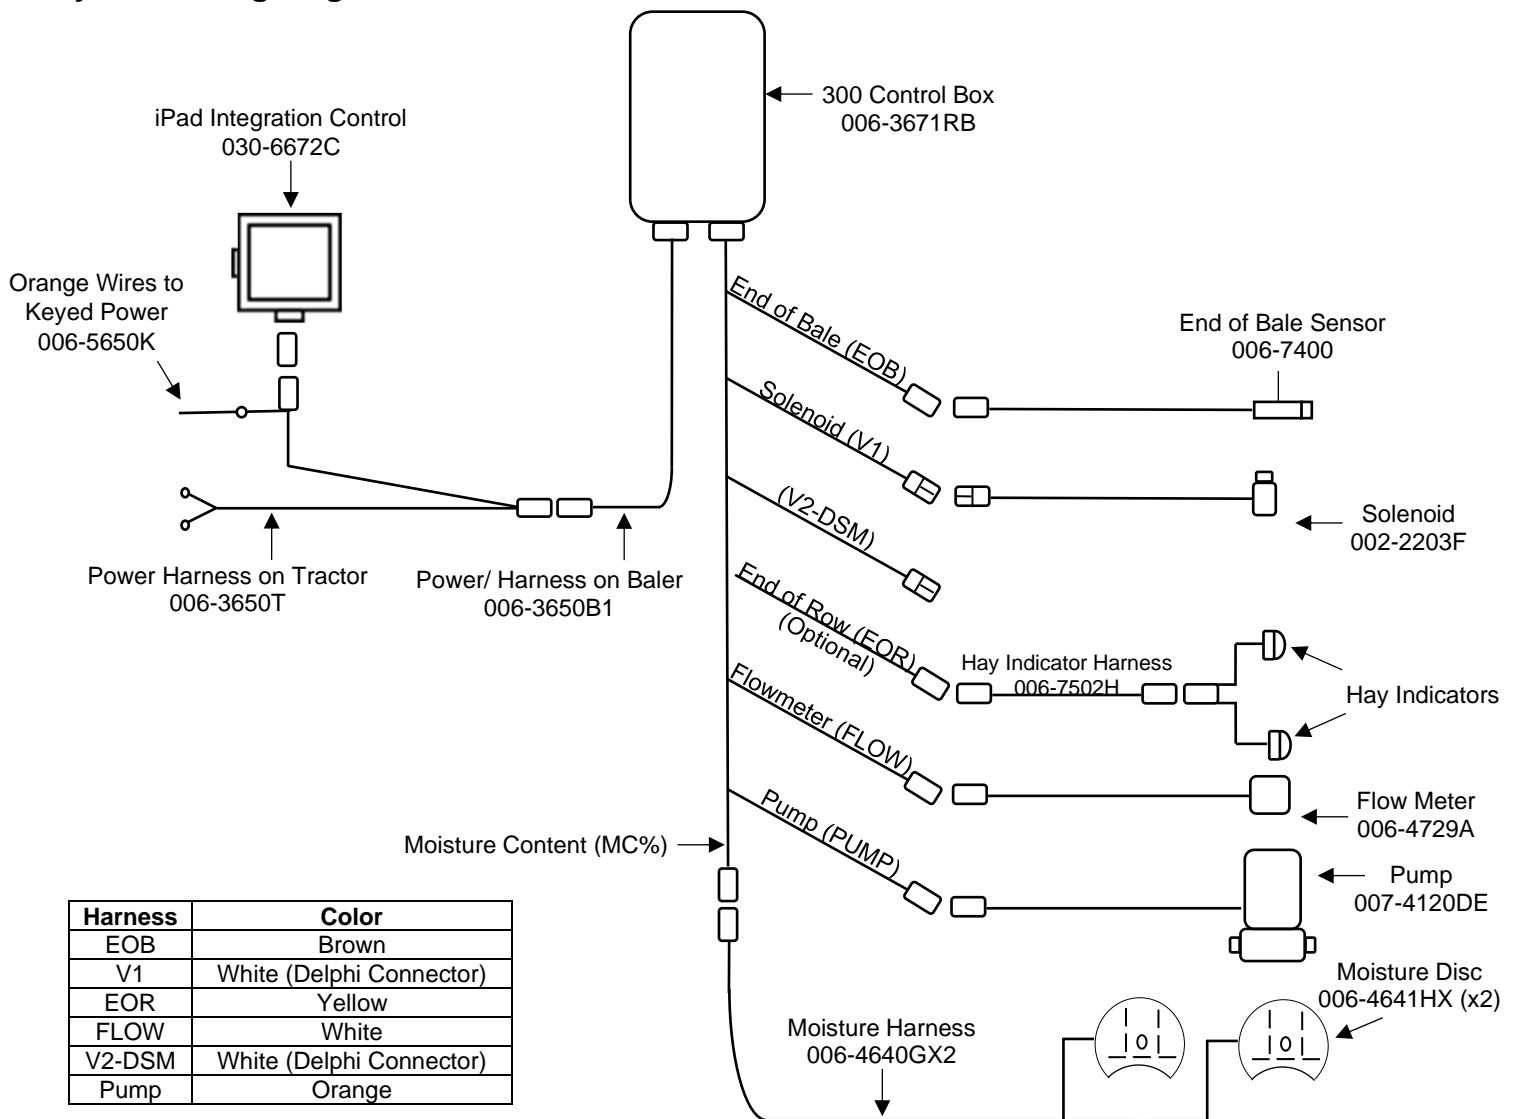 300 Control Box
006-3671RB
iPad Integration Control
030-6672C
Orange Wires to
Keyed Power
006-5650K
End of Bale (EOB)
End of Bale Sensor
006-7400
Solenoid (V1)
Solenoid
002-2203F
(V2-DSM)
Power Harness on Tractor
006-3650T
Power/ Harness on Baler
006-3650B1
End of Row (EOR)
(Optional)
Hay Indicator Harness
006-7502H
Hay Indicators
Flowmeter (FLOW)
Flow Meter
006-4729A
Pump (PUMP)
Pump
007-4120DE
Moisture Content (MC%)
Moisture Disc
006-4641HX (x2)
Moisture Harness
006-4640GX2
Harness Color
EOB Brown
V1 White (Delphi Connector)
EOR Yellow
FLOW White
V2-DSM White (Delphi Connector)
Pump Orange